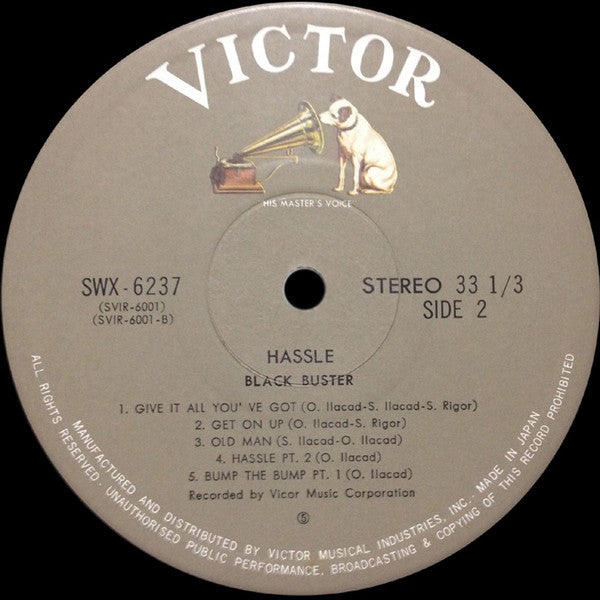 VICTOR
"HIS MASTER'S VOICE"
SWX-6237
(SVIR-6001)
(SVIR-6001-B)
STEREO 33 1/3
SIDE 2
HASSLE
BLACK BUSTER
1. GIVE IT ALL YOU' VE GOT (O. Ilacad-S. Ilacad-S. Rigor)
2. GET ON UP (O. Ilacad-S. Rigor)
3. OLD MAN (S. Ilacad-O. Ilacad)
4. HASSLE PT. 2 (O. Ilacad)
5. BUMP THE BUMP PT. 1 (O. Ilacad)
Recorded by Vicor Music Corporation
⑤
MANUFACTURED AND DISTRIBUTED BY VICTOR MUSICAL INDUSTRIES, INC., MADE IN JAPAN
ALL RIGHTS RESERVED. UNAUTHORISED PUBLIC PERFORMANCE, BROADCASTING & COPYING OF THIS RECORD PROHIBITED